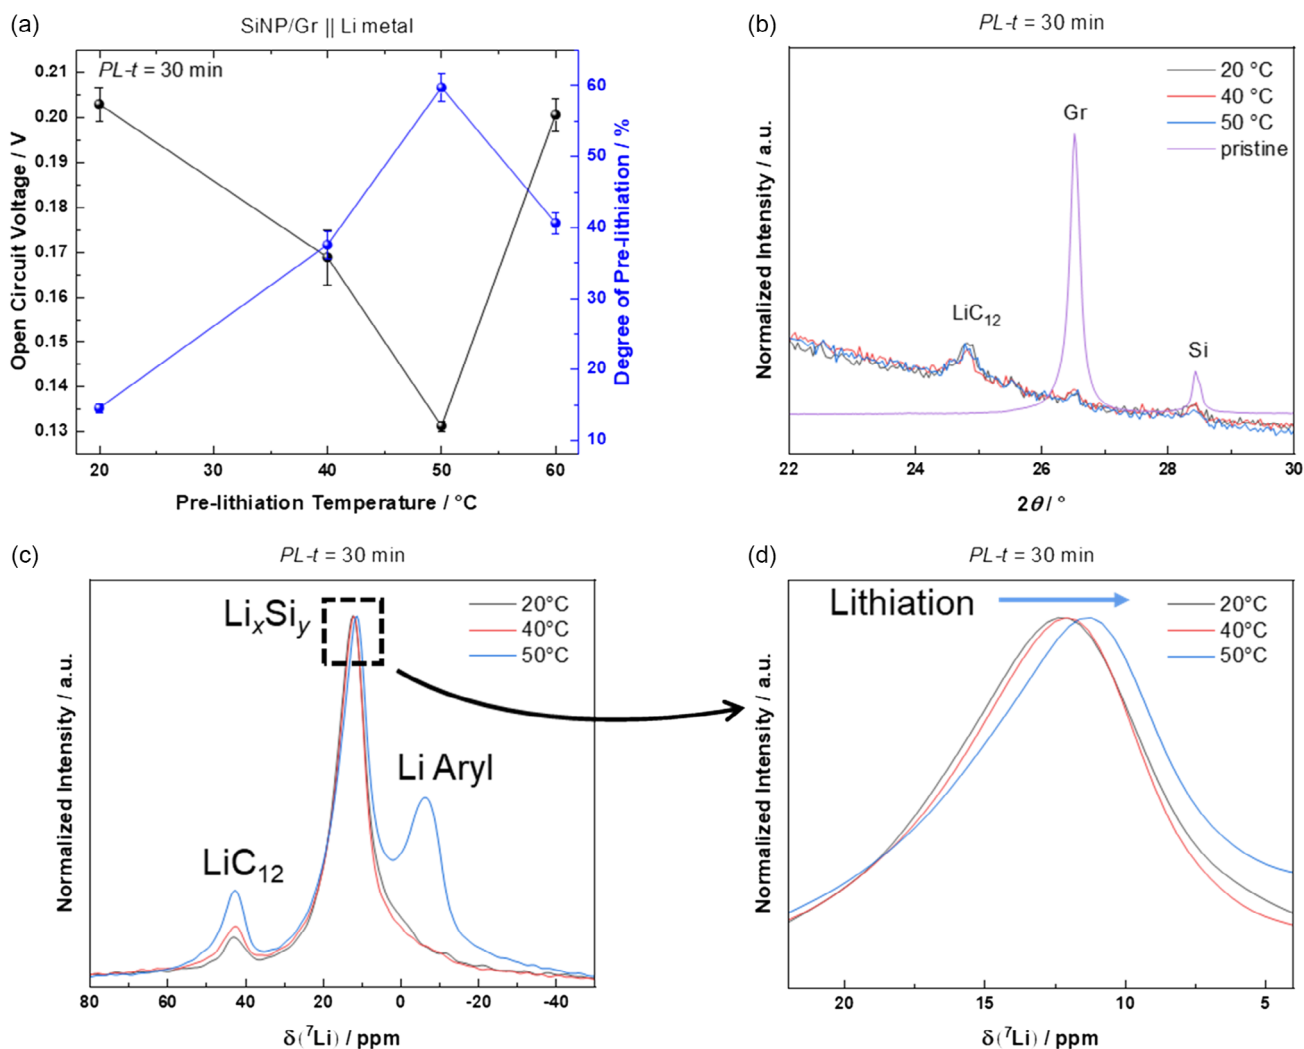 (a)
SiNP/Gr || Li metal
PL-t = 30 min
0.21
0.20
0.19
0.18
0.17
0.16
0.15
0.14
0.13
Open Circuit Voltage / V
60
50
40
30
20
10
Degree of Pre-lithiation / %
20
30
40
50
60
Pre-lithiation Temperature / °C
(b)
PL-t = 30 min
20 °C
40 °C
50 °C
pristine
Gr
LiC12
Si
Normalized Intensity / a.u.
22
24
26
28
30
2θ / °
(c)
PL-t = 30 min
LixSiy
20°C
40°C
50°C
Li Aryl
LiC12
Normalized Intensity / a.u.
80
60
40
20
0
-20
-40
δ(7Li) / ppm
(d)
PL-t = 30 min
Lithiation
20°C
40°C
50°C
Normalized Intensity / a.u.
20
15
10
5
δ(7Li) / ppm